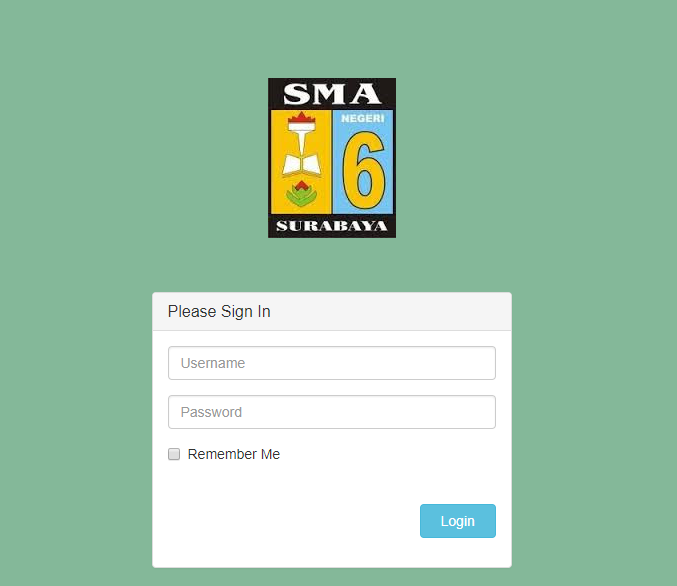 SMA
NEGERI
6
SURABAYA
Please Sign In
Username
Password
Remember Me
Login